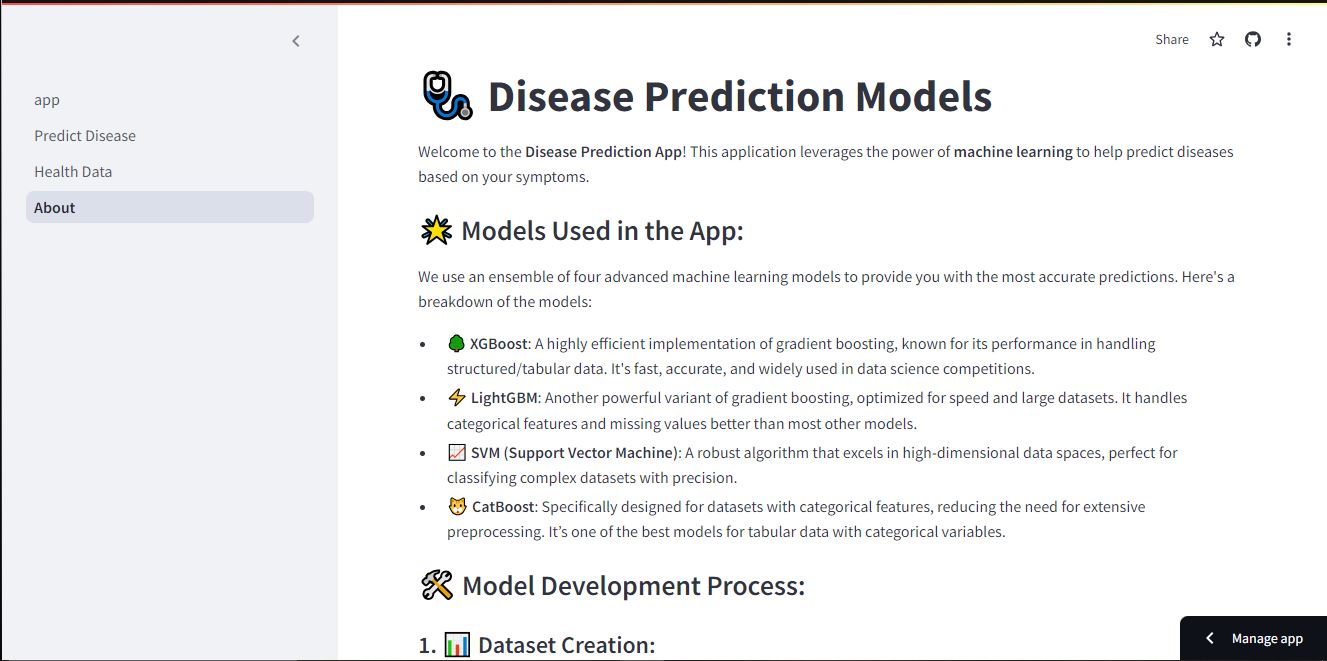 Share
app
Predict Disease
Health Data
About
Disease Prediction Models
Welcome to the Disease Prediction App! This application leverages the power of machine learning to help predict diseases
based on your symptoms.
Models Used in the App:
We use an ensemble of four advanced machine learning models to provide you with the most accurate predictions. Here's a
breakdown of the models:
• XGBoost: A highly efficient implementation of gradient boosting, known for its performance in handling
structured/tabular data. It's fast, accurate, and widely used in data science competitions.
• LightGBM: Another powerful variant of gradient boosting, optimized for speed and large datasets. It handles
categorical features and missing values better than most other models.
• SVM (Support Vector Machine): A robust algorithm that excels in high-dimensional data spaces, perfect for
classifying complex datasets with precision.
• CatBoost: Specifically designed for datasets with categorical features, reducing the need for extensive
preprocessing. It’s one of the best models for tabular data with categorical variables.
Model Development Process:
1. Dataset Creation:
Manage app